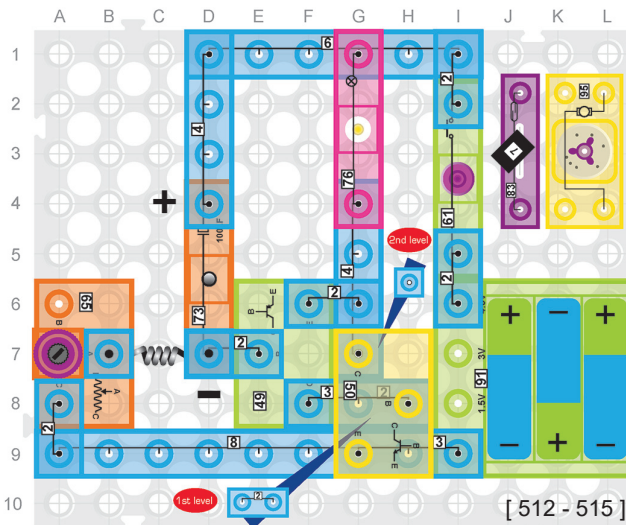 A B C D E F G H I J K L
1 6
2 2 95
4
3 7
76
4 + 100 F 61 83
2nd level
5 4
2
6 65 73 E + − +
B B
7 A 2 C 3V
91
8 C − 49 3 50 2 1.5V
A B
C
2 E C − + −
9 8 B 3
E
1st level
10 2 [ 512 - 515 ]